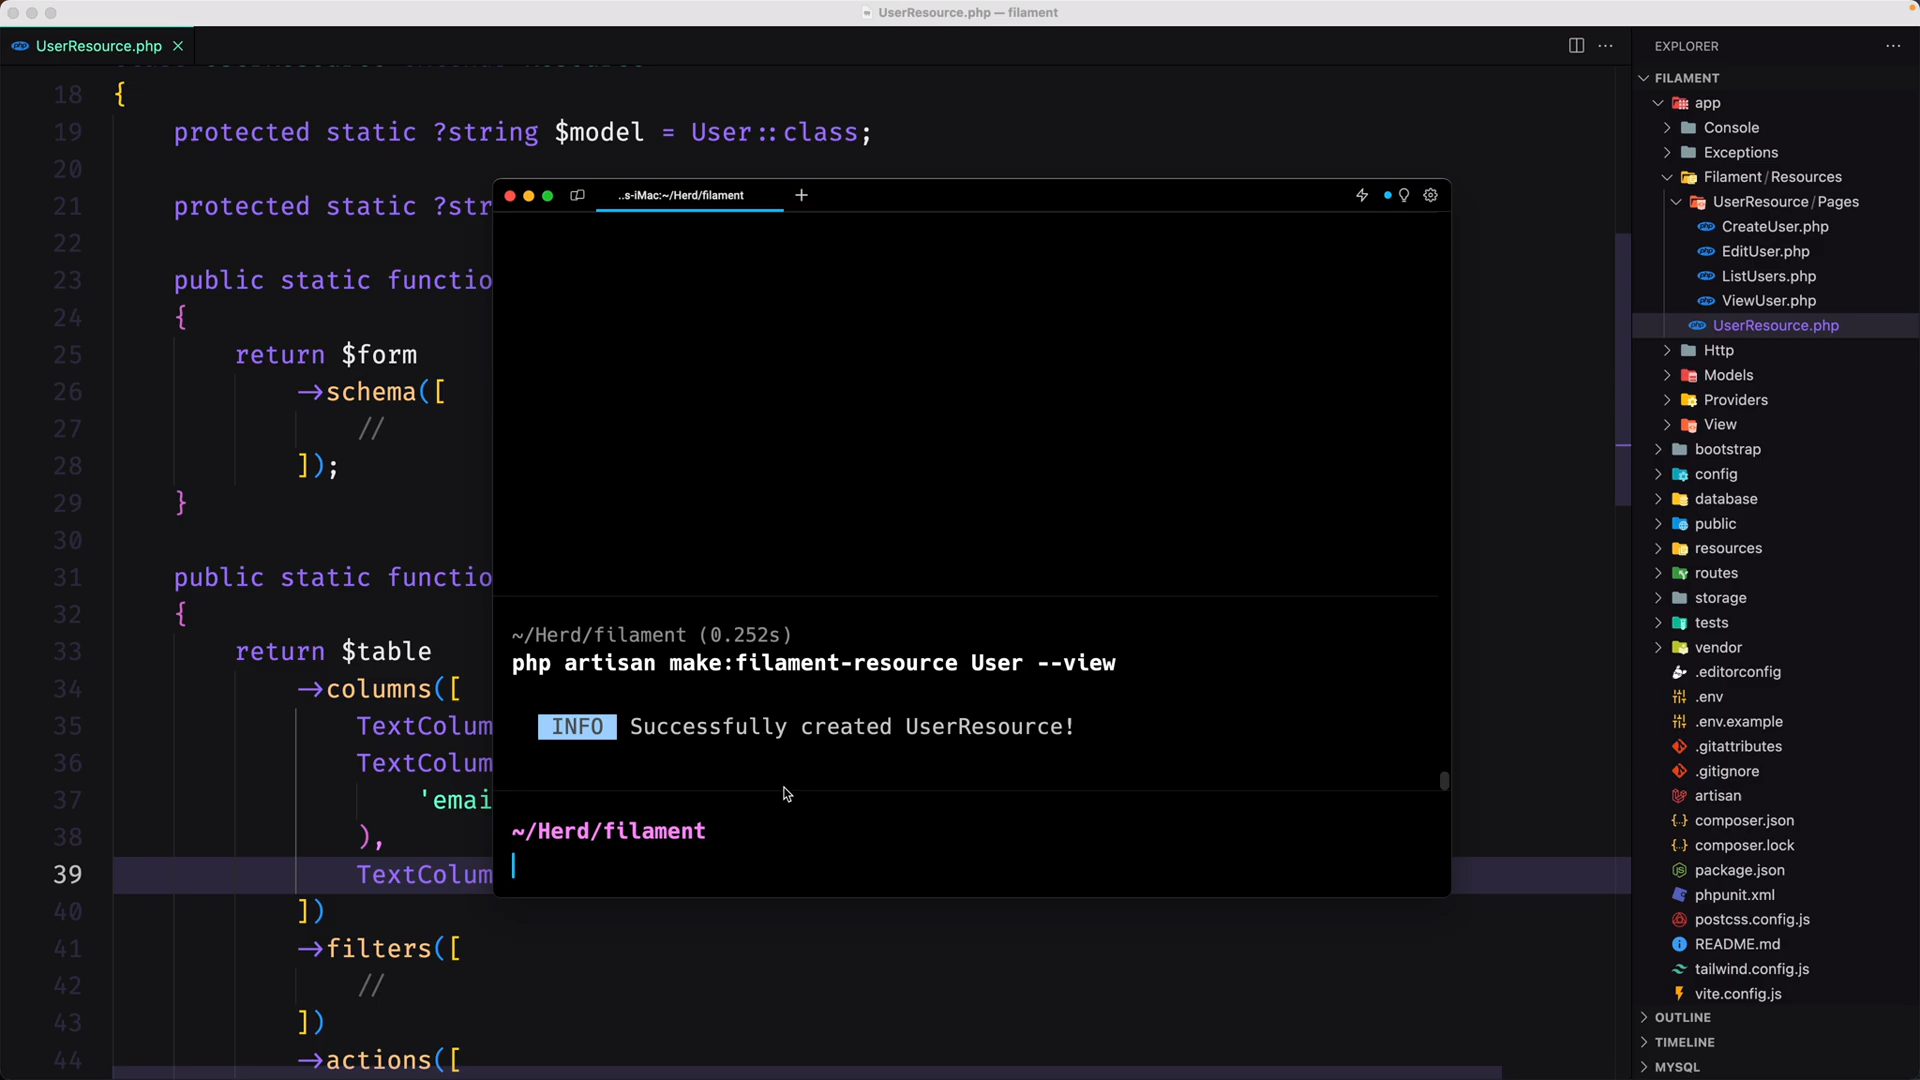 UserResource.php — filament
UserResource.php
18 {
19 protected static ?string $model = User::class;
20
21 protected static ?str
22
23 public static functio
24 {
25 return $form
26 ->schema([
27 //
28 ]);
29 }
30
31 public static functio
32 {
33 return $table
34 ->columns([
35 TextColum
36 TextColum
37 'emai
38 ),
39 TextColum
40 ])
41 ->filters([
42 //
43 ])
44 ->actions([
..s-iMac:~/Herd/filament
~/Herd/filament (0.252s)
php artisan make:filament-resource User --view
INFO Successfully created UserResource!
~/Herd/filament
EXPLORER
FILAMENT
app
Console
Exceptions
Filament/Resources
UserResource/Pages
CreateUser.php
EditUser.php
ListUsers.php
ViewUser.php
UserResource.php
Http
Models
Providers
View
bootstrap
config
database
public
resources
routes
storage
tests
vendor
.editorconfig
.env
.env.example
.gitattributes
.gitignore
artisan
composer.json
composer.lock
package.json
phpunit.xml
postcss.config.js
README.md
tailwind.config.js
vite.config.js
OUTLINE
TIMELINE
MYSQL